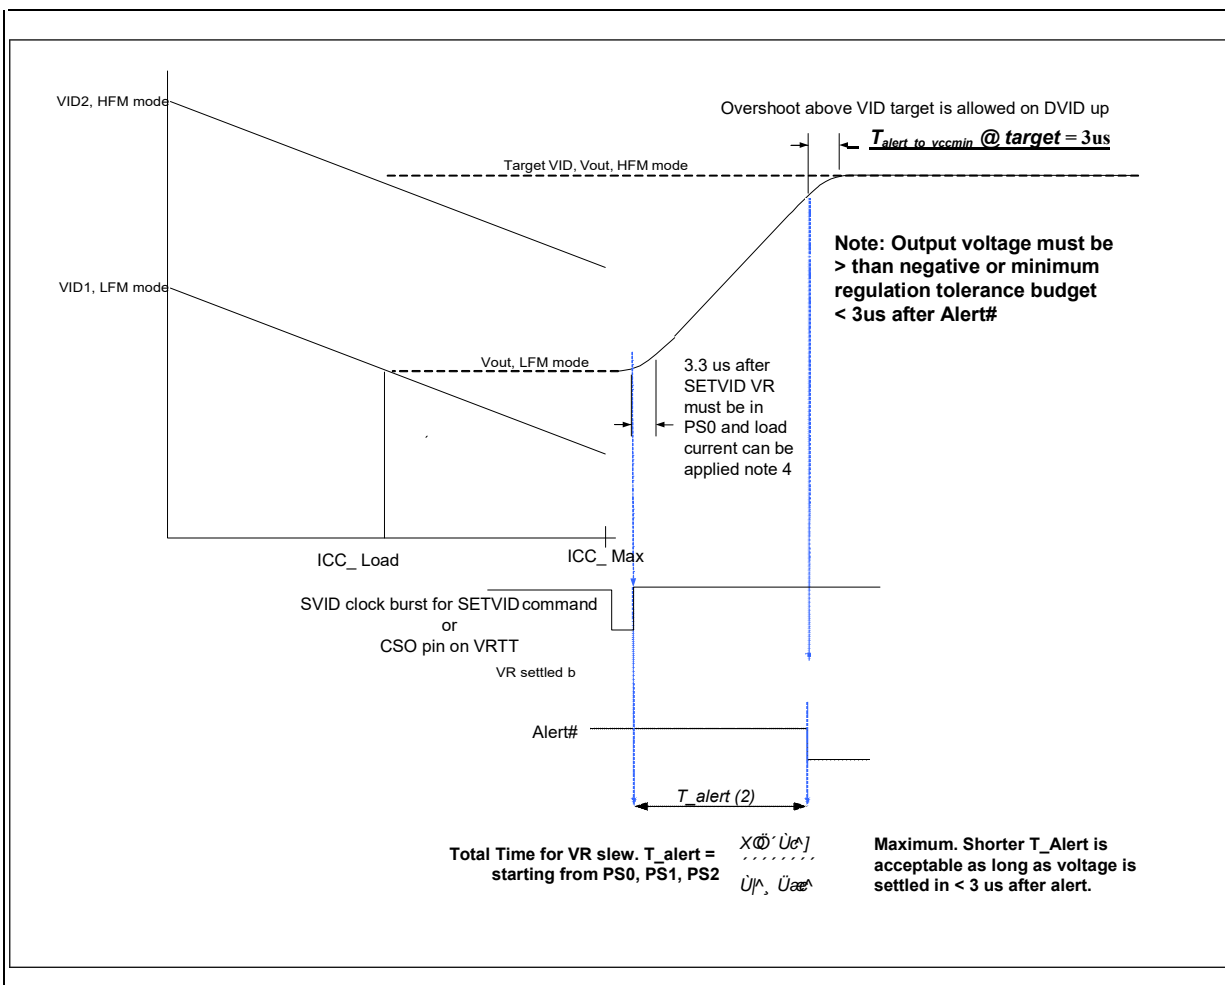 VID2, HFM mode
Overshoot above VID target is allowed on DVID up
Talert to vccmin @ target = 3us
Target VID, Vout, HFM mode
Note: Output voltage must be
> than negative or minimum
regulation tolerance budget
< 3us after Alert#
VID1, LFM mode
Vout, LFM mode
3.3 us after
SETVID VR
must be in
PS0 and load
current can be
applied note 4
ICC_ Load
ICC_ Max
SVID clock burst for SETVID command
or
CSO pin on VRTT
VR settled b
Alert#
T_alert (2)
Total Time for VR slew. T_alert =
starting from PS0, PS1, PS2
Maximum. Shorter T_Alert is
acceptable as long as voltage is
settled in < 3 us after alert.